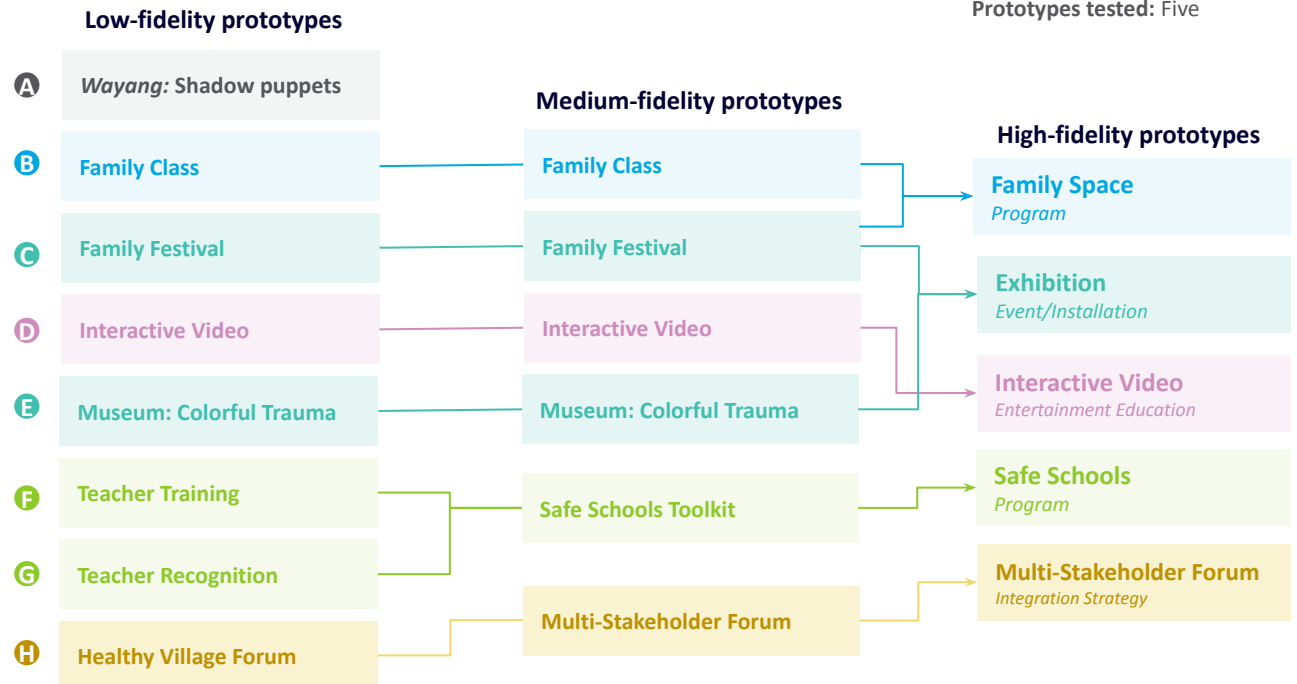 Prototypes tested: Five
Low-fidelity prototypes
A
Wayang: Shadow puppets
B
Family Class
C
Family Festival
D
Interactive Video
E
Museum: Colorful Trauma
F
Teacher Training
G
Teacher Recognition
H
Healthy Village Forum
Medium-fidelity prototypes
Family Class
Family Festival
Interactive Video
Museum: Colorful Trauma
Safe Schools Toolkit
Multi-Stakeholder Forum
High-fidelity prototypes
Family Space
Program
Exhibition
Event/Installation
Interactive Video
Entertainment Education
Safe Schools
Program
Multi-Stakeholder Forum
Integration Strategy